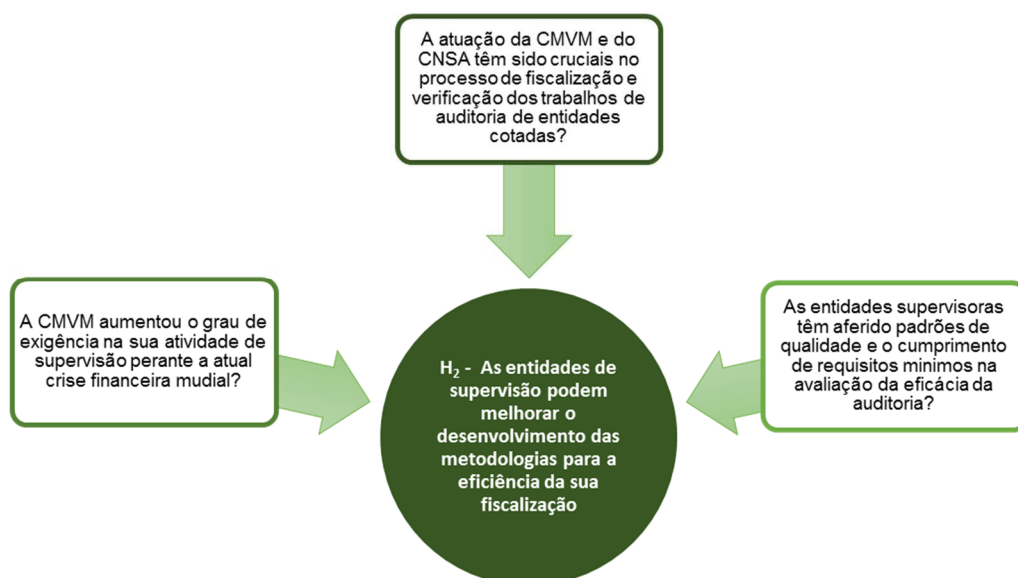 A atuação da CMVM e do
CNSA têm sido cruciais no
processo de fiscalização e
verificação dos trabalhos de
auditoria de entidades
cotadas?
A CMVM aumentou o grau de
exigência na sua atividade de
supervisão perante a atual
crise financeira mudial?
As entidades supervisoras
têm aferido padrões de
qualidade e o cumprimento
de requisitos minimos na
avaliação da eficácia da
auditoria?
H₂ - As entidades de
supervisão podem
melhorar o
desenvolvimento das
metodologias para a
eficiência da sua
fiscalização